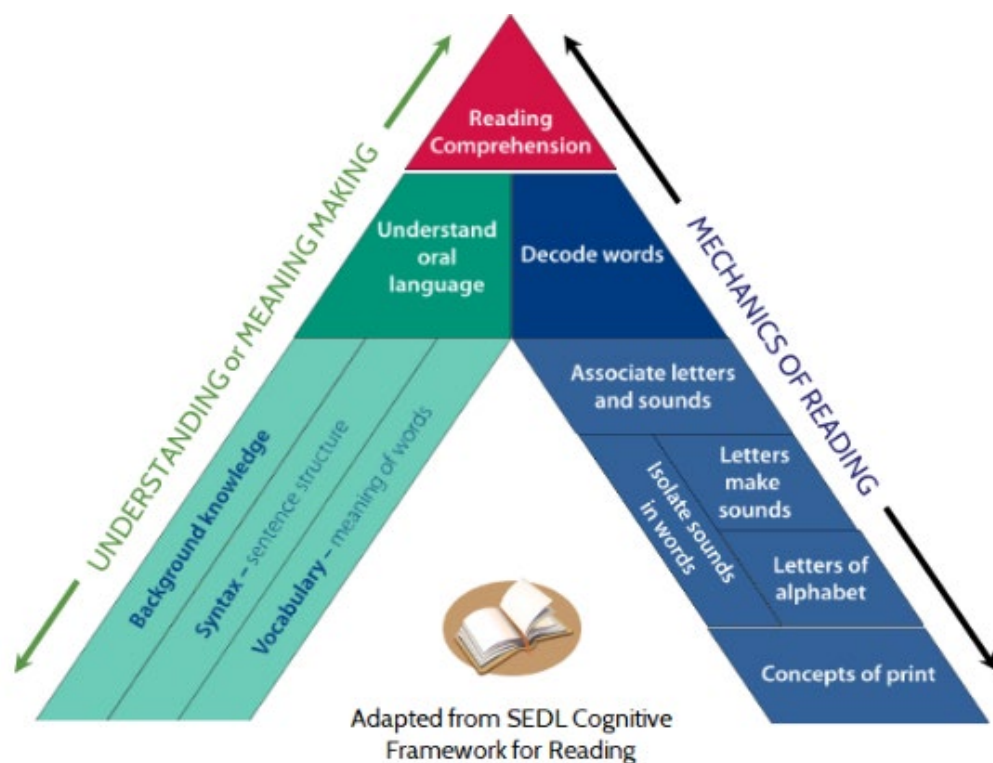 Reading
Comprehension
UNDERSTANDING or MEANING MAKING
MECHANICS OF READING
Understand
oral
language
Decode words
Background knowledge
Syntax – sentence structure
Vocabulary – meaning of words
Associate letters
and sounds
Isolate sounds
in words
Letters
make
sounds
Letters of
alphabet
Concepts of print
Adapted from SEDL Cognitive
Framework for Reading